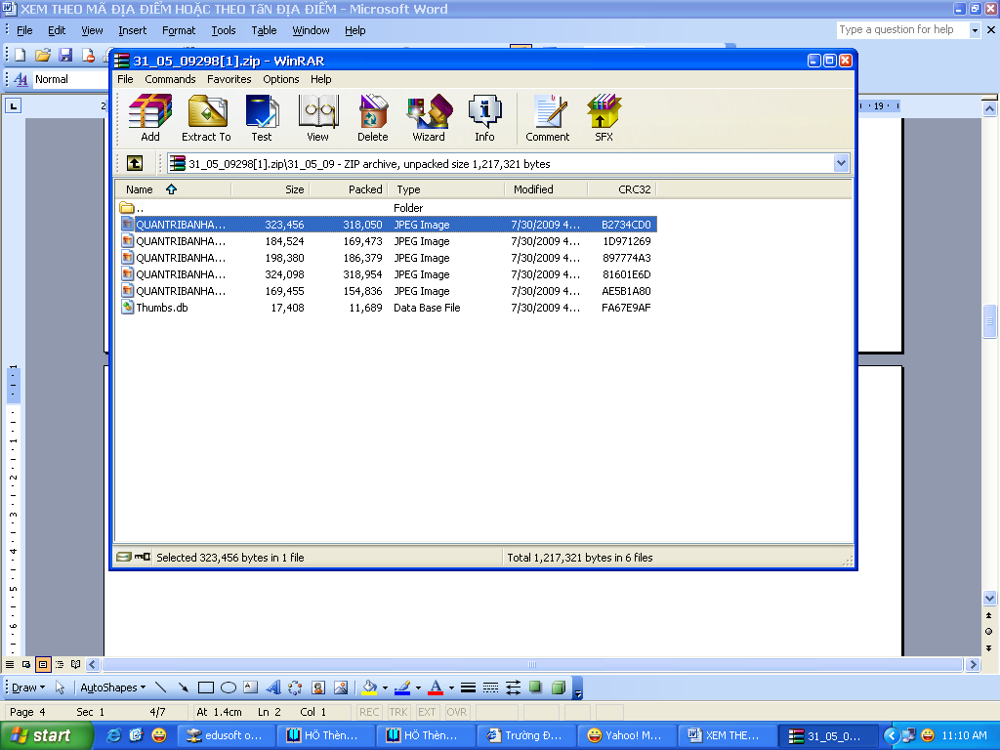 XEM THEO MÃ ĐỊA ĐIỂM HOẶC THEO TÃN ĐỊA ĐIỂM - Microsoft Word
File Edit View Insert Format Tools Table Window Help
Type a question for help
Normal
31_05_09298[1].zip - WinRAR
File Commands Favorites Options Help
Add Extract To Test View Delete Wizard Info Comment SFX
31_05_09298[1].zip\31_05_09 - ZIP archive, unpacked size 1,217,321 bytes
Name Size Packed Type Modified CRC32
.. Folder
QUANTRIBANHA... 323,456 318,050 JPEG Image 7/30/2009 4... B2734CD0
QUANTRIBANHA... 184,524 169,473 JPEG Image 7/30/2009 4... 1D971269
QUANTRIBANHA... 198,380 186,379 JPEG Image 7/30/2009 4... 897774A3
QUANTRIBANHA... 324,098 318,954 JPEG Image 7/30/2009 4... 81601E6D
QUANTRIBANHA... 169,455 154,836 JPEG Image 7/30/2009 4... AE5B1A80
Thumbs.db 17,408 11,689 Data Base File 7/30/2009 4... FA67E9AF
Selected 323,456 bytes in 1 file Total 1,217,321 bytes in 6 files
Draw AutoShapes
Page 4 Sec 1 4/7 At 1.4cm Ln 2 Col 1 REC TRK EXT OVR
start edusoft o... HÕ Thèn... HÕ Thèn... Trường Đ... Yahoo! M... XEM THE... 31_05_0... 11:10 AM